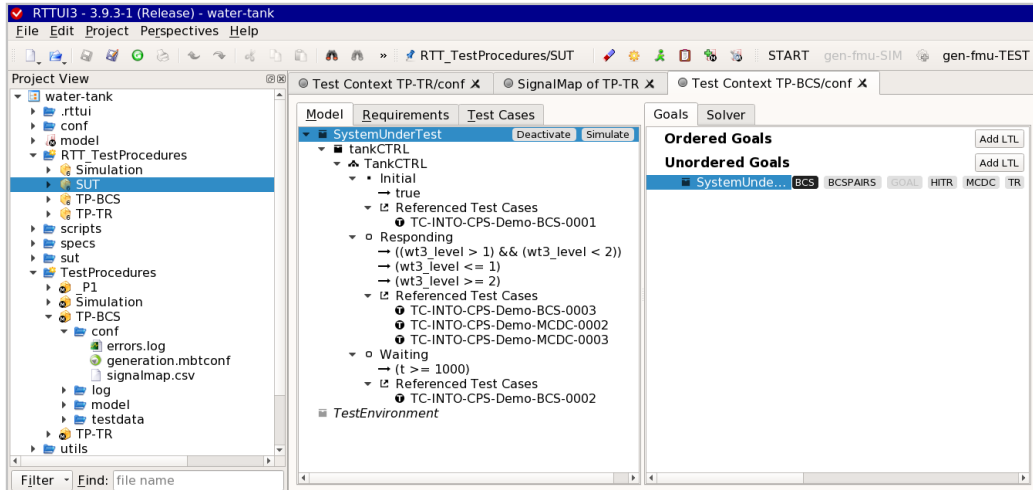 RTTUI3 - 3.9.3-1 (Release) - water-tank
File Edit Project Perspectives Help
» RTT_TestProcedures/SUT START gen-fmu-SIM gen-fmu-TEST
Project View
water-tank
.rttui
conf
model
RTT_TestProcedures
Simulation
SUT
TP-BCS
TP-TR
scripts
specs
sut
TestProcedures
_P1
Simulation
TP-BCS
conf
errors.log
generation.mbtconf
signalmap.csv
log
model
testdata
TP-TR
utils
Filter Find: file name
Test Context TP-TR/conf X SignalMap of TP-TR X Test Context TP-BCS/conf X
Model Requirements Test Cases
SystemUnderTest Deactivate Simulate
tankCTRL
TankCTRL
Initial
→ true
Referenced Test Cases
TC-INTO-CPS-Demo-BCS-0001
Responding
→ ((wt3_level > 1) && (wt3_level < 2))
→ (wt3_level <= 1)
→ (wt3_level >= 2)
Referenced Test Cases
TC-INTO-CPS-Demo-BCS-0003
TC-INTO-CPS-Demo-MCDC-0002
TC-INTO-CPS-Demo-MCDC-0003
Waiting
→ (t >= 1000)
Referenced Test Cases
TC-INTO-CPS-Demo-BCS-0002
TestEnvironment
Goals Solver
Ordered Goals Add LTL
Unordered Goals Add LTL
SystemUnde... BCS BCSPAIRS GOAL HITR MCDC TR